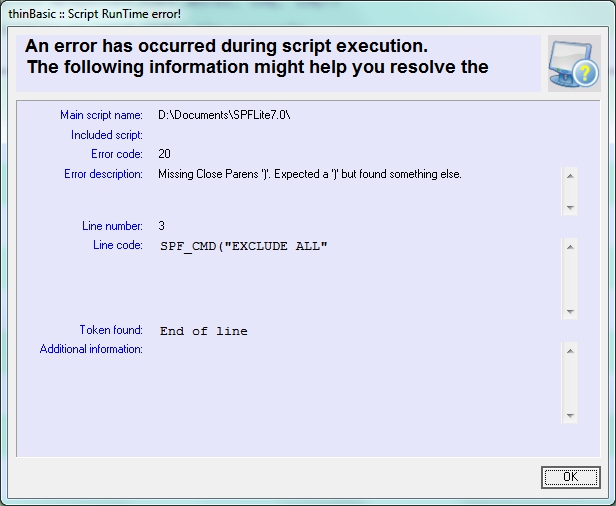 thinBasic :: Script RunTime error!
An error has occurred during script execution.
The following information might help you resolve the
Main script name: D:\Documents\SPFLite7.0\
Included script:
Error code: 20
Error description: Missing Close Parens ')'. Expected a ')' but found something else.
Line number: 3
Line code: SPF_CMD("EXCLUDE ALL"
Token found: End of line
Additional information:
OK